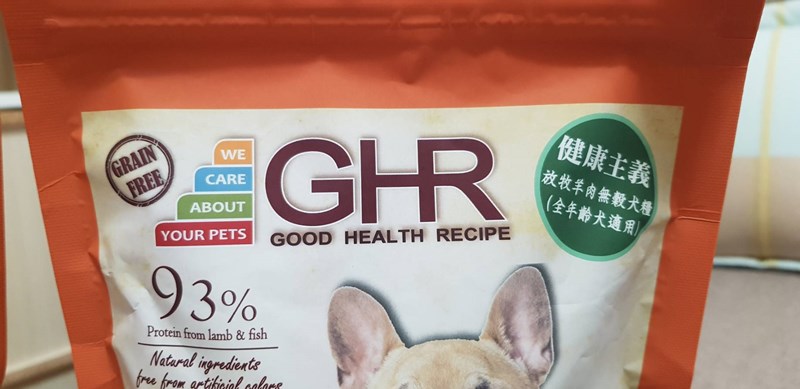 GRAIN
FREE
WE
CARE
ABOUT
YOUR PETS
GHR
GOOD HEALTH RECIPE
健康主義
放牧羊肉無穀犬糧
(全年齡犬適用)
93%
Protein from lamb & fish
Natural ingredients
free from artificial colors